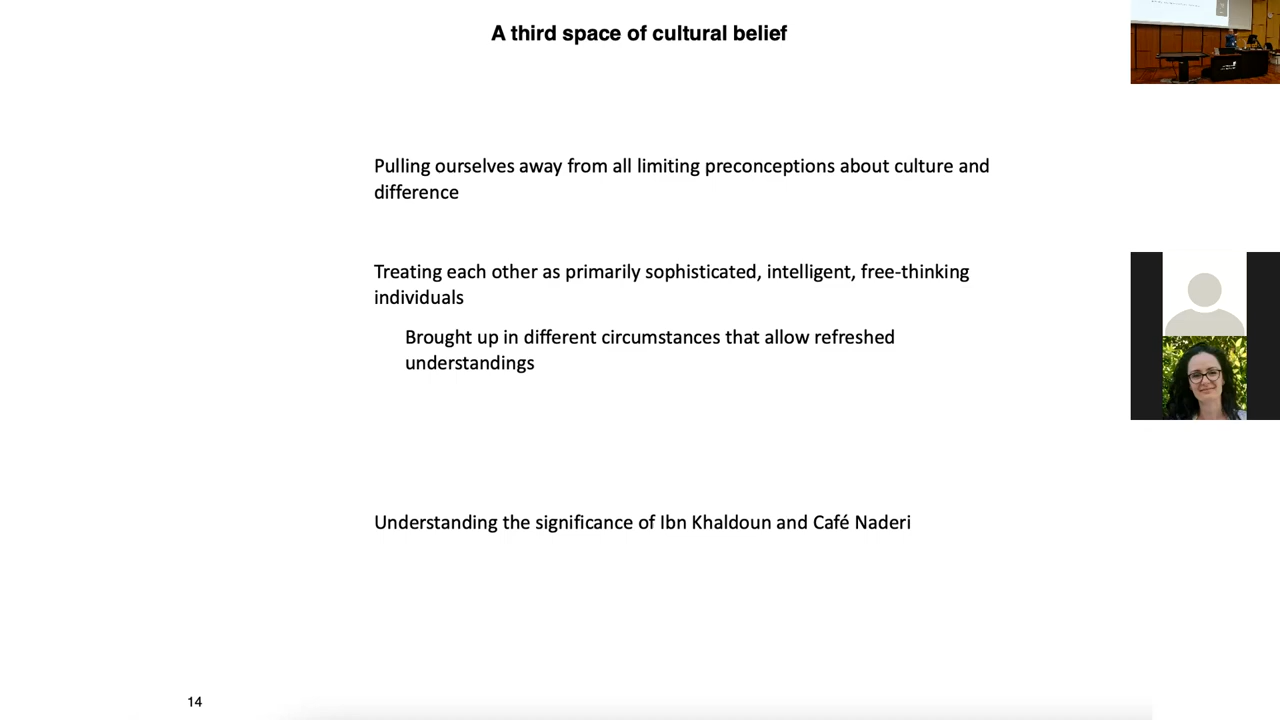 A third space of cultural belief
Pulling ourselves away from all limiting preconceptions about culture and
difference
Treating each other as primarily sophisticated, intelligent, free-thinking
individuals
Brought up in different circumstances that allow refreshed
understandings
Understanding the significance of Ibn Khaldoun and Café Naderi
14